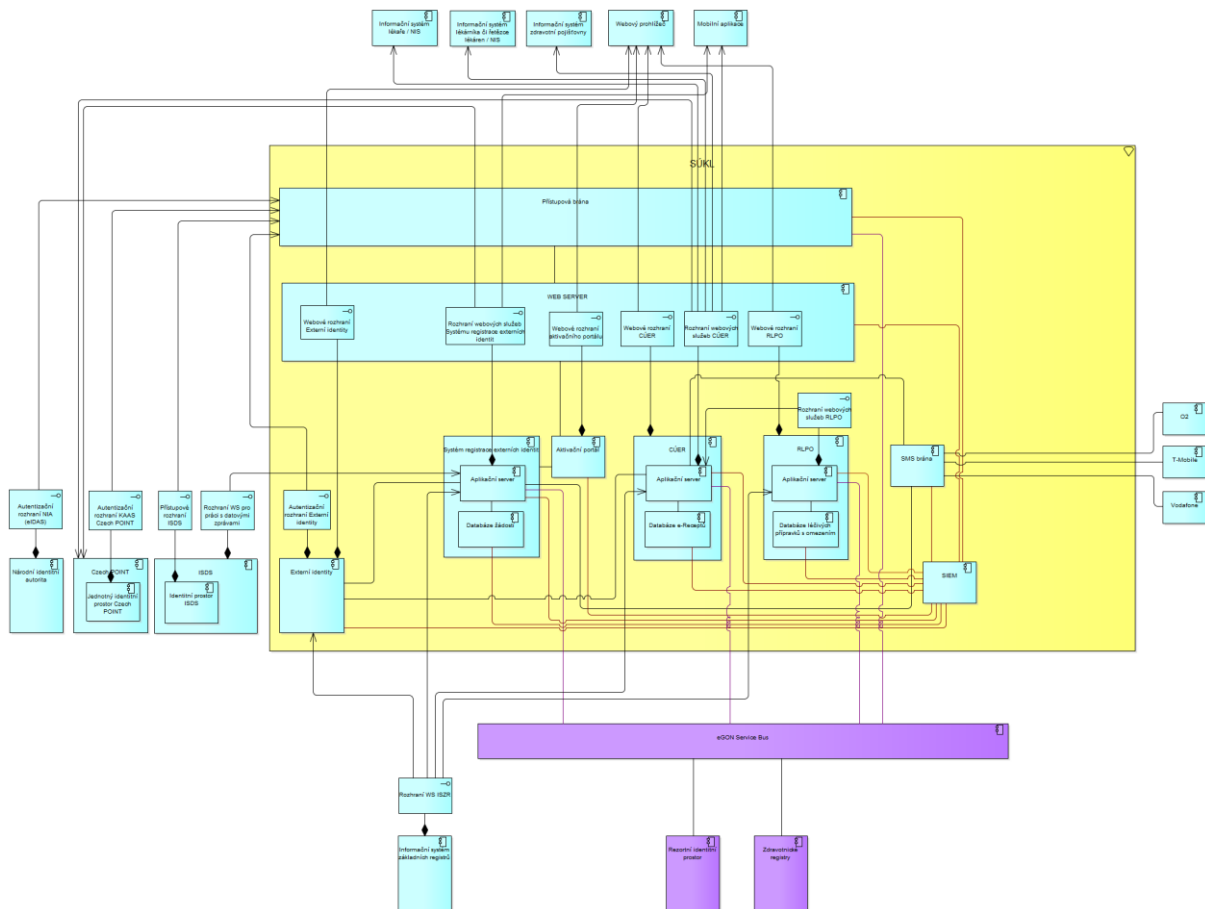 Informační systém
lékaře / NIS
Informační systém
lékárníka či řetězce
lékáren / NIS
Informační systém
zdravotní pojišťovny
Webový prohlížeč
Mobilní aplikace
SÚKL
Přístupová brána
WEB SERVER
Webové rozhraní
Externí identity
Rozhraní webových služeb
Systému registrace externích
identit
Webové rozhraní
aktivačního portálu
Webové rozhraní
CÚER
Rozhraní webových
služeb CÚER
Webové rozhraní
RLPO
Rozhraní webových
služeb RLPO
Systém registrace externích identit
Aplikační server
Databáze žádostí
Aktivační portál
CÚER
Aplikační server
Databáze e-Receptů
RLPO
Aplikační server
Databáze léčivých
přípravků s omezením
SMS brána
O2
T-Mobile
Vodafone
Autentizační
rozhraní NIA
(eIDAS)
Autentizační
rozhraní KAAS
Czech POINT
Přístupové
rozhraní
ISDS
Rozhraní WS pro
práci s datovými
zprávami
Autentizační
rozhraní Externí
identity
Národní identitní
autorita
Czech POINT
Jednotný identitní
prostor Czech
POINT
ISDS
Identitní prostor
ISDS
Externí identity
SIEM
eGON Service Bus
Rozhraní WS ISZR
Informační systém
základních registrů
Rezortní identitní
prostor
Zdravotnické
registry